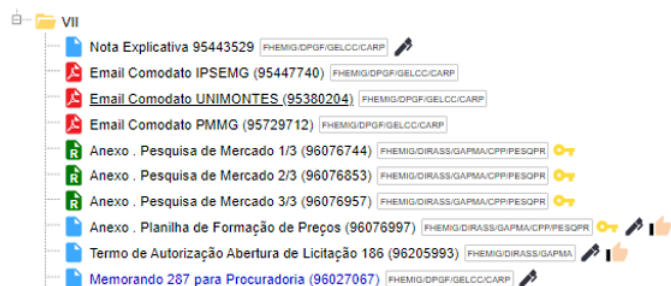 VII
Nota Explicativa 95443529 FHEMIG/DPGF/GELCC/CARP
Email Comodato IPSEMG (95447740) FHEMIG/DPGF/GELCC/CARP
Email Comodato UNIMONTES (95380204) FHEMIG/DPGF/GELCC/CARP
Email Comodato PMMG (95729712) FHEMIG/DPGF/GELCC/CARP
R Anexo . Pesquisa de Mercado 1/3 (96076744) FHEMIG/DIRASS/GAPMA/CPP/PESQPR
R Anexo . Pesquisa de Mercado 2/3 (96076853) FHEMIG/DIRASS/GAPMA/CPP/PESQPR
R Anexo . Pesquisa de Mercado 3/3 (96076957) FHEMIG/DIRASS/GAPMA/CPP/PESQPR
Anexo . Planilha de Formação de Preços (96076997) FHEMIG/DIRASS/GAPMA/CPP/PESQPR
Termo de Autorização Abertura de Licitação 186 (96205993) FHEMIG/DIRASS/GAPMA
Memorando 287 para Procuradoria (96027067) FHEMIG/DPGF/GELCC/CARP